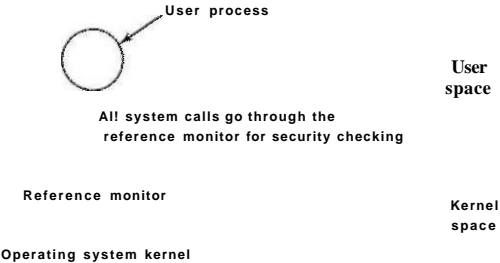 User process
User
space
Al! system calls go through the
reference monitor for security checking
Reference monitor
Kernel
space
Operating system kernel